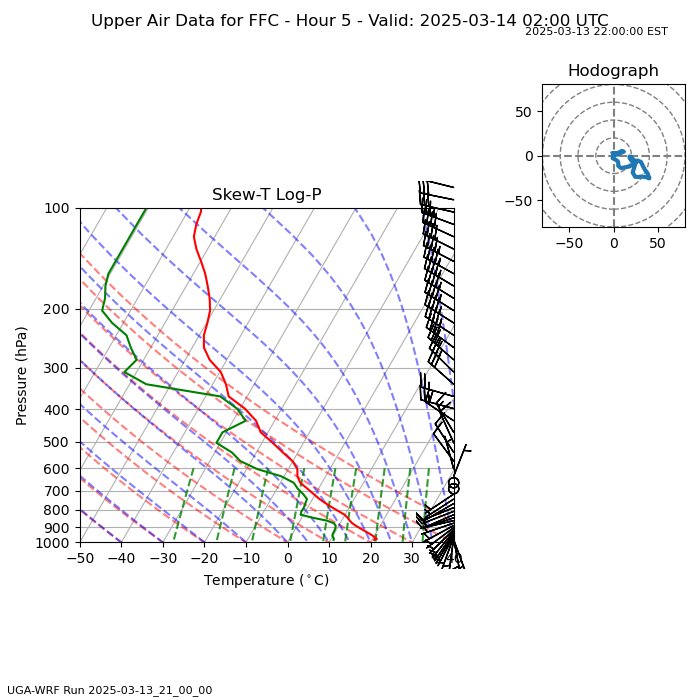 Upper Air Data for FFC - Hour 5 - Valid: 2025-03-14 02:00 UTC
2025-03-13 22:00:00 EST
Hodograph
50
0
−50
−50 0 50
Skew-T Log-P
100
200
300
400
500
600
700
800
900
1000
Pressure (hPa)
−50 −40 −30 −20 −10 0 10 20 30 40
Temperature (°C)
UGA-WRF Run 2025-03-13_21_00_00